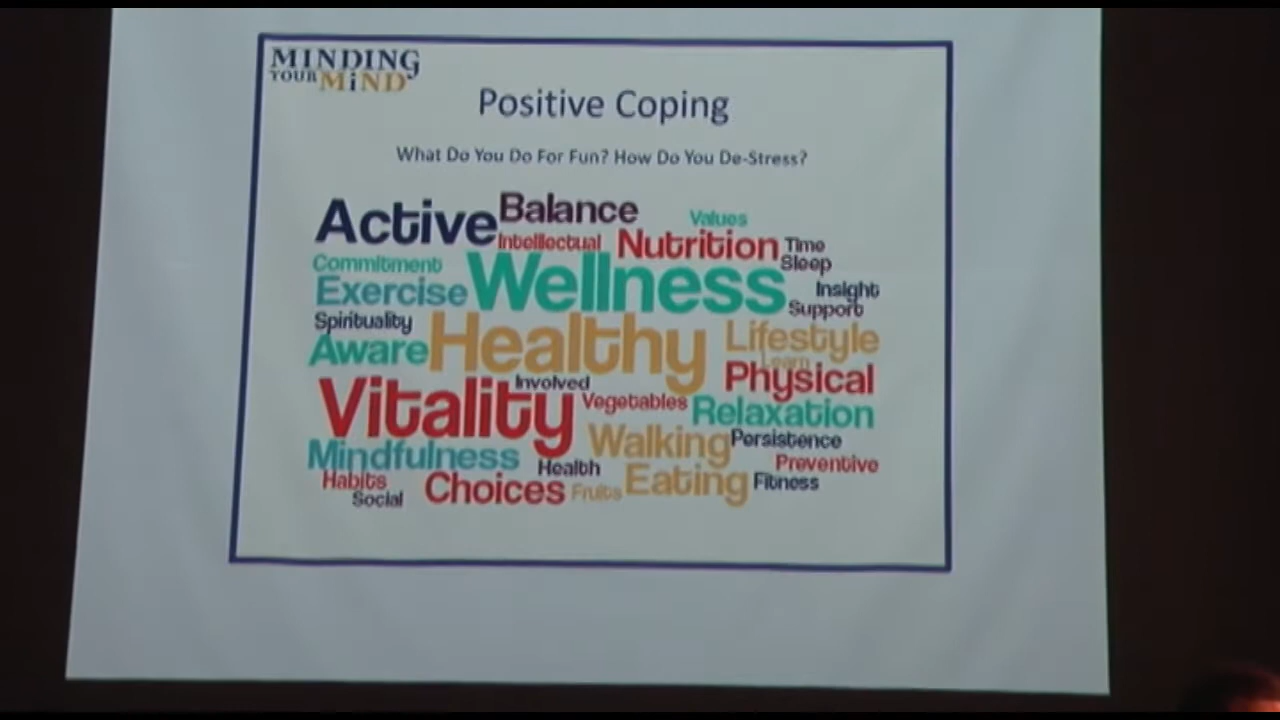 MINDING
YOUR MiND
Positive Coping
What Do You Do For Fun? How Do You De-Stress?
Active Balance Values
Intellectual Nutrition Time
Commitment Wellness Sleep
Exercise Insight
Support
Spirituality Healthy Lifestyle
Aware Learn
Vitality Involved Physical
Vegetables Relaxation
Mindfulness Walking Persistence
Health Preventive
Habits Choices Fruits Eating Fitness
Social